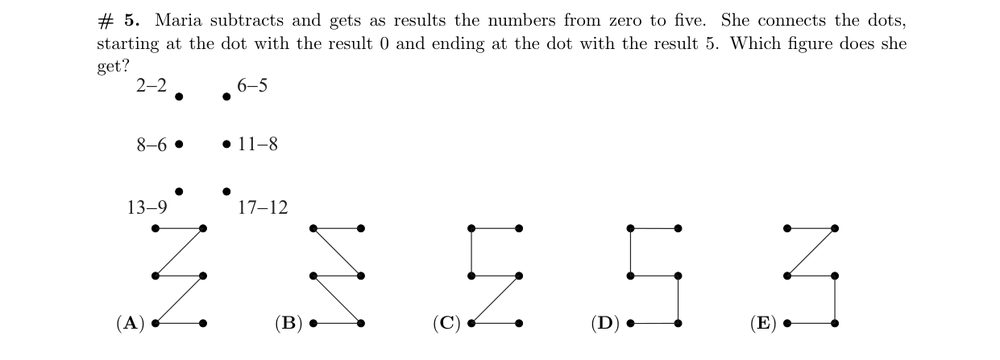 # 5. Maria subtracts and gets as results the numbers from zero to five. She connects the dots,
starting at the dot with the result 0 and ending at the dot with the result 5. Which figure does she
get?
2–2 6–5
8–6 11–8
13–9 17–12
(A) (B) (C) (D) (E)